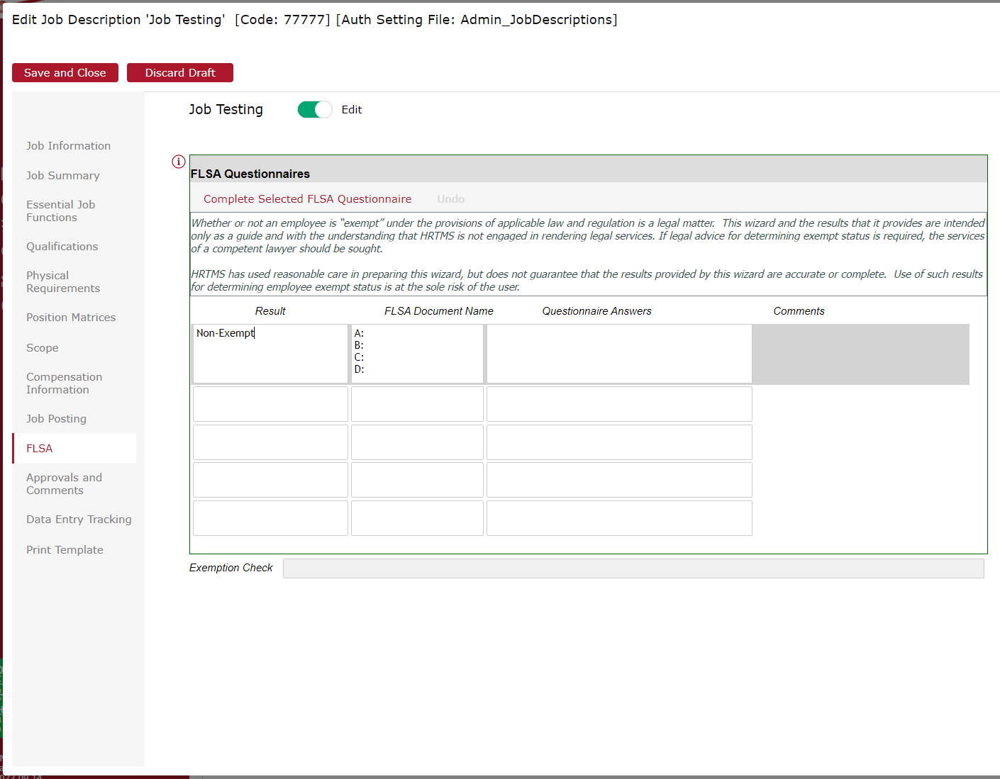 Edit Job Description 'Job Testing' [Code: 77777] [Auth Setting File: Admin_JobDescriptions]
Save and Close
Discard Draft
Job Testing
Edit
Job Information
Job Summary
Essential Job
Functions
Qualifications
Physical
Requirements
Position Matrices
Scope
Compensation
Information
Job Posting
FLSA
Approvals and
Comments
Data Entry Tracking
Print Template
FLSA Questionnaires
Complete Selected FLSA Questionnaire
Undo
Whether or not an employee is “exempt” under the provisions of applicable law and regulation is a legal matter. This wizard and the results that it provides are intended
only as a guide and with the understanding that HRTMS is not engaged in rendering legal services. If legal advice for determining exempt status is required, the services
of a competent lawyer should be sought.
HRTMS has used reasonable care in preparing this wizard, but does not guarantee that the results provided by this wizard are accurate or complete. Use of such results
for determining employee exempt status is at the sole risk of the user.
Result
FLSA Document Name
Questionnaire Answers
Comments
Non-Exempt
A:
B:
C:
D:
Exemption Check